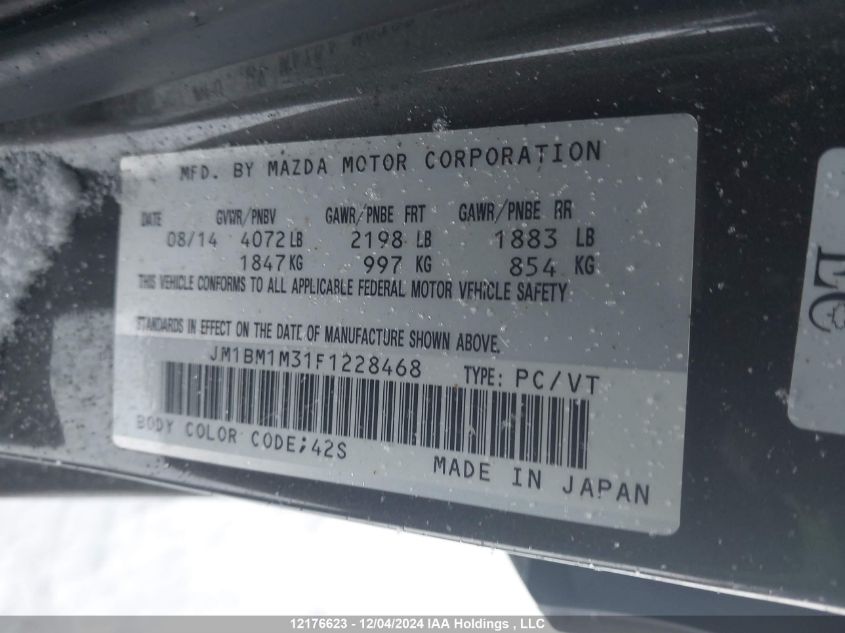 MFD. BY MAZDA MOTOR CORPORATION
DATE GVWR/PNBV GAWR/PNBE FRT GAWR/PNBE RR
08/14 4072 LB 2198 LB 1883 LB
1847 KG 997 KG 854 KG
THIS VEHICLE CONFORMS TO ALL APPLICABLE FEDERAL MOTOR VEHICLE SAFETY
STANDARDS IN EFFECT ON THE DATE OF MANUFACTURE SHOWN ABOVE.
JM1BM1M31F1228468 TYPE: PC/VT
BODY COLOR CODE;42S
MADE IN JAPAN
12176623 - 12/04/2024 IAA Holdings , LLC